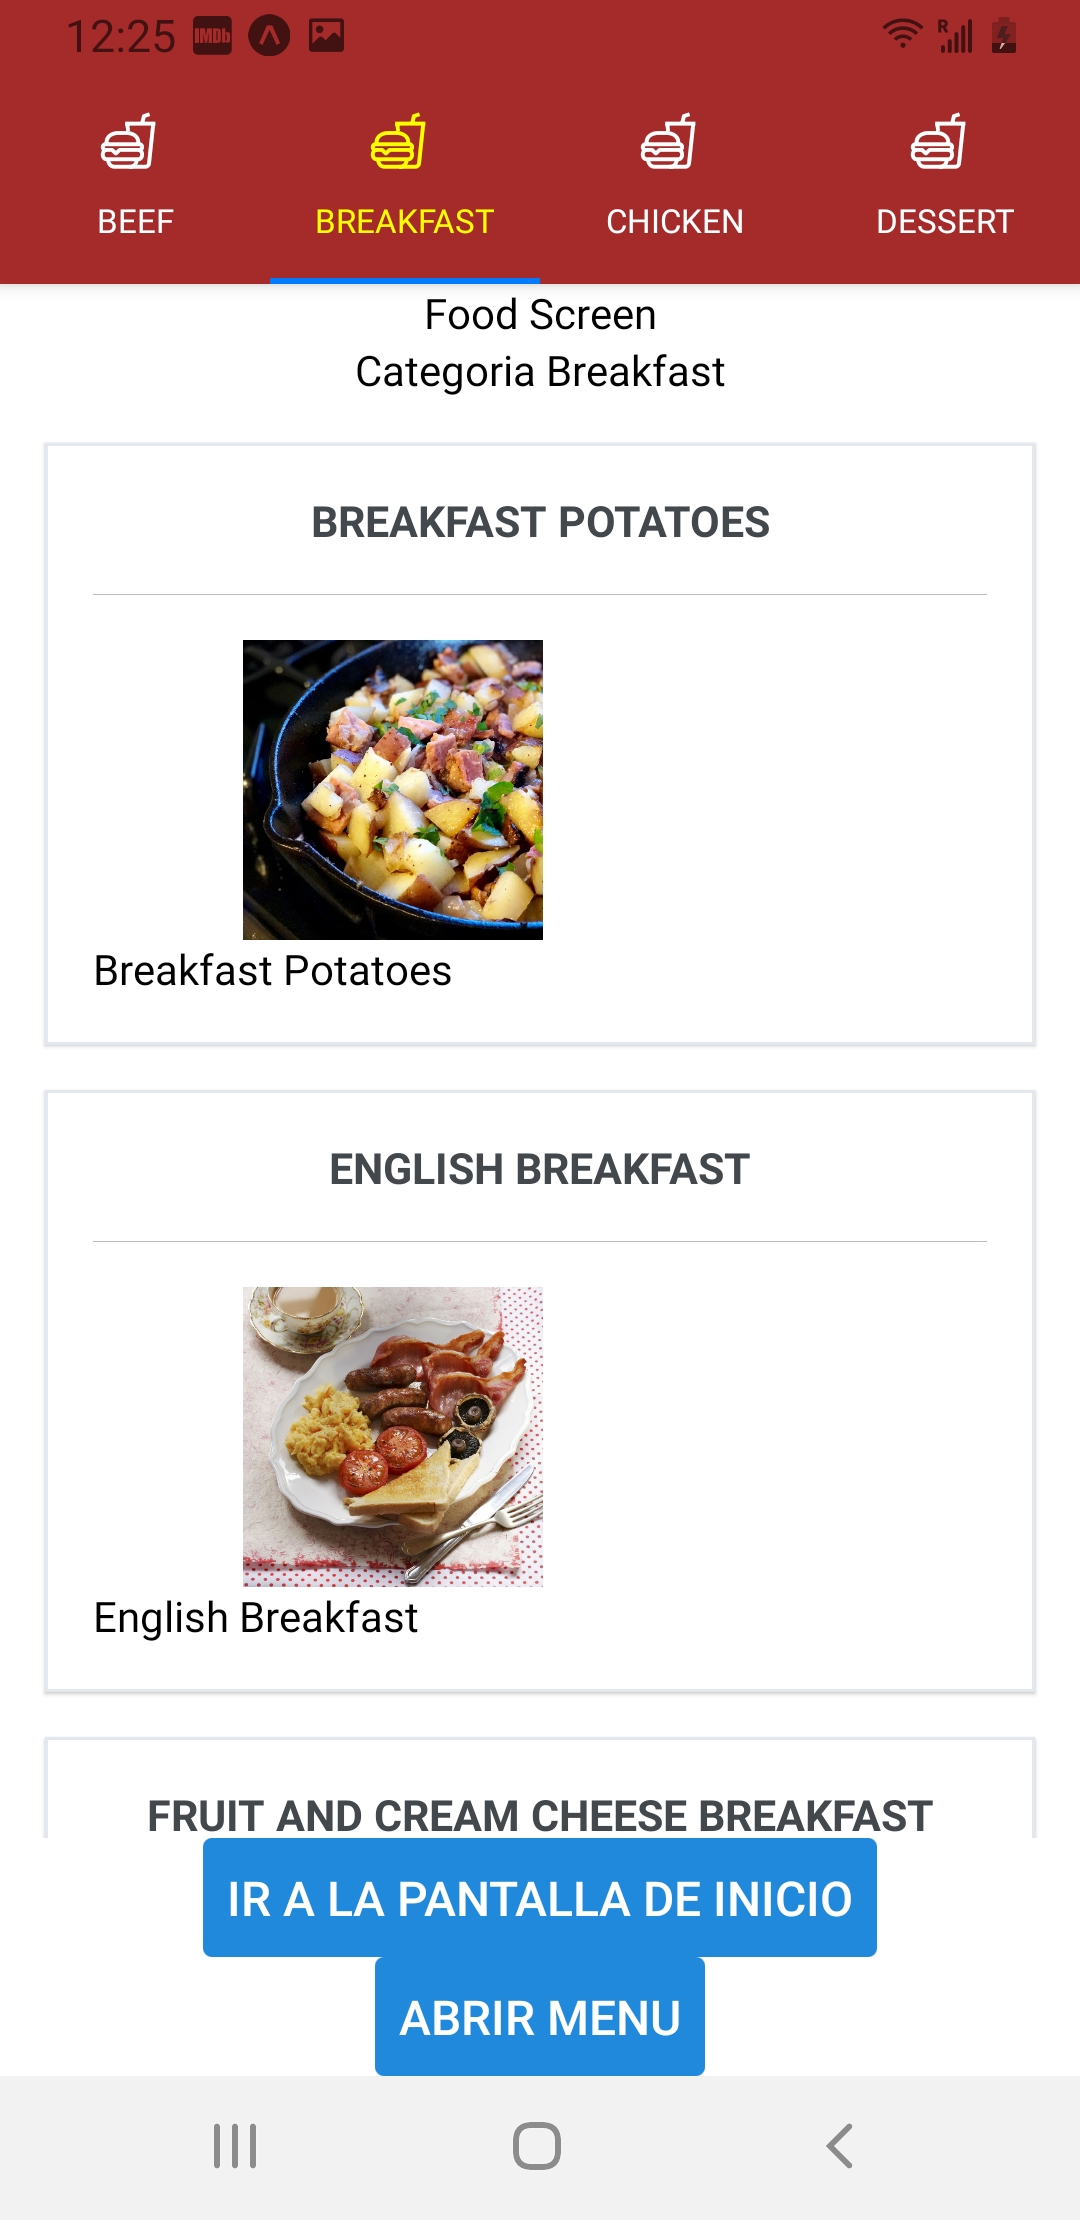 12:25 IMDb R
BEEF BREAKFAST CHICKEN DESSERT
Food Screen
Categoria Breakfast
BREAKFAST POTATOES
Breakfast Potatoes
ENGLISH BREAKFAST
English Breakfast
FRUIT AND CREAM CHEESE BREAKFAST
IR A LA PANTALLA DE INICIO
ABRIR MENU